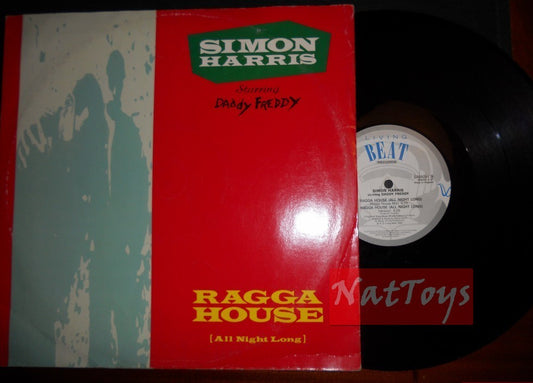 SIMON
HARRIS
Starring
DADDY FREDDY
RAGGA
HOUSE
[All Night Long]
LIVING
BEAT
RECORDS
SIMON HARRIS
starring DADDY FREDDY
RAGGA HOUSE (ALL NIGHT LONG)
RAGGA HOUSE (ALL NIGHT LONG)
NatToys